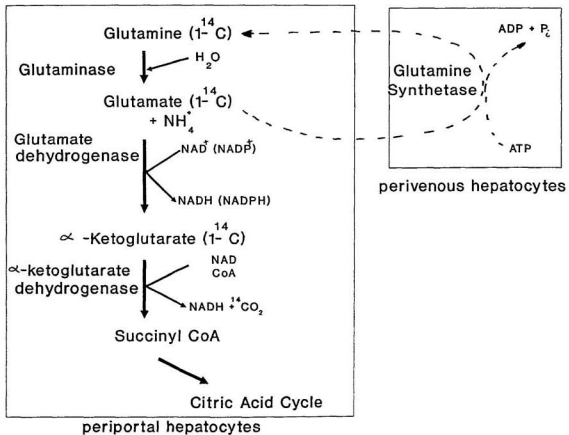 Glutamine (1-¹⁴C)
H₂O
Glutaminase
Glutamate (1-¹⁴C)
+ NH₄⁺
Glutamate
dehydrogenase
NAD⁺ (NADP⁺)
NADH (NADPH)
∝ -Ketoglutarate (1-¹⁴C)
∝-ketoglutarate
dehydrogenase
NAD
CoA
NADH + ¹⁴CO₂
Succinyl CoA
Citric Acid Cycle
periportal hepatocytes
ADP + Pi
Glutamine
Synthetase
ATP
perivenous hepatocytes